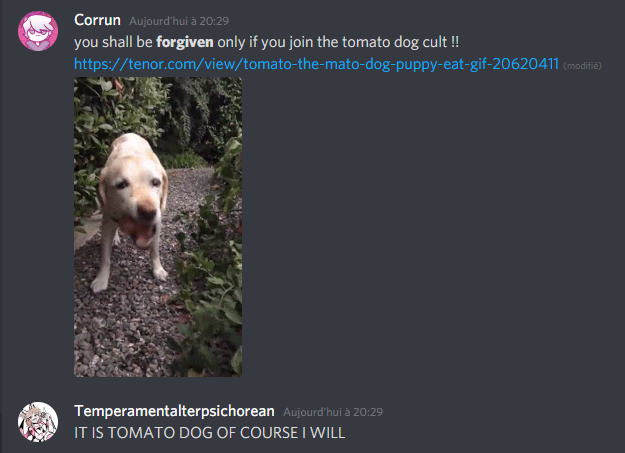 Corrun Aujourd'hui à 20:29
you shall be forgiven only if you join the tomato dog cult !!
https://tenor.com/view/tomato-the-mato-dog-puppy-eat-gif-20620411 (modifié)
Temperamentalterpsichorean Aujourd'hui à 20:29
IT IS TOMATO DOG OF COURSE I WILL